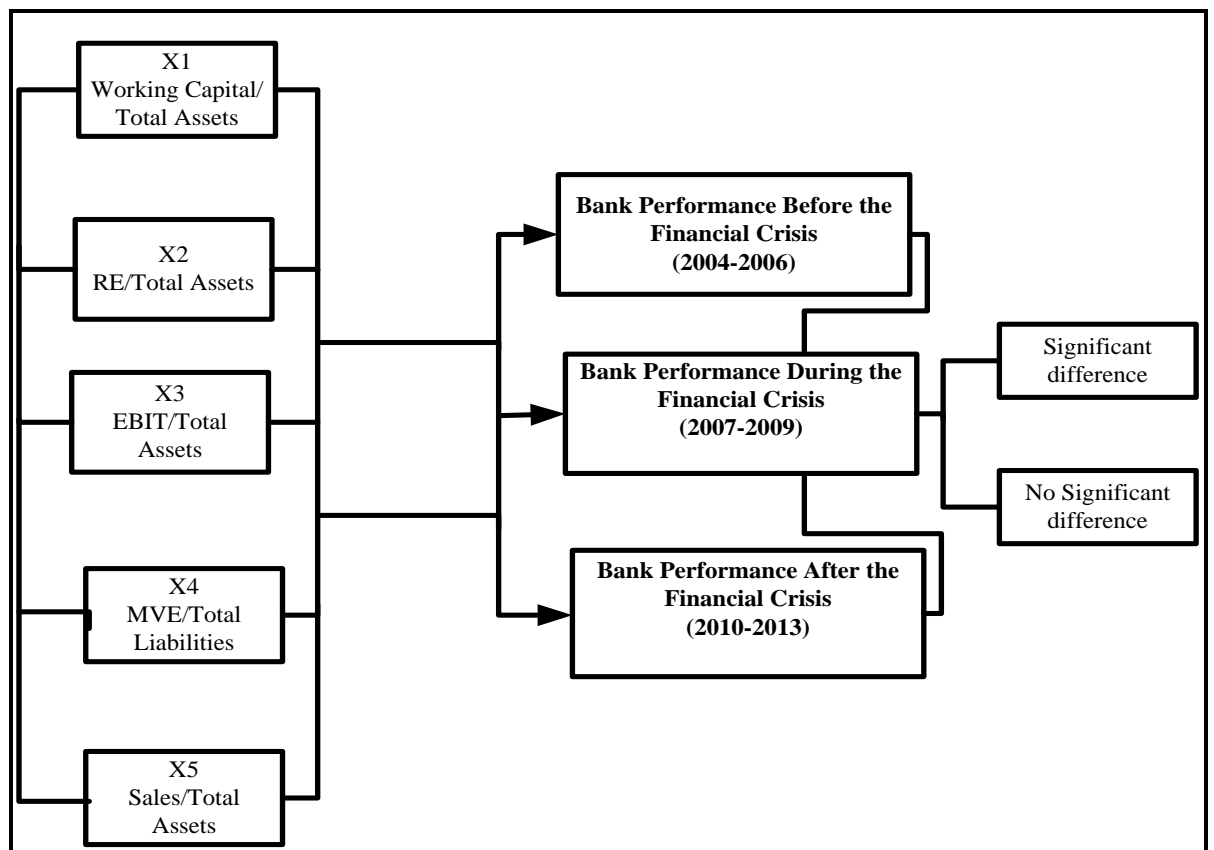 X1
Working Capital/
Total Assets
X2
RE/Total Assets
X3
EBIT/Total
Assets
X4
MVE/Total
Liabilities
X5
Sales/Total
Assets
Bank Performance Before the
Financial Crisis
(2004-2006)
Bank Performance During the
Financial Crisis
(2007-2009)
Bank Performance After the
Financial Crisis
(2010-2013)
Significant
difference
No Significant
difference